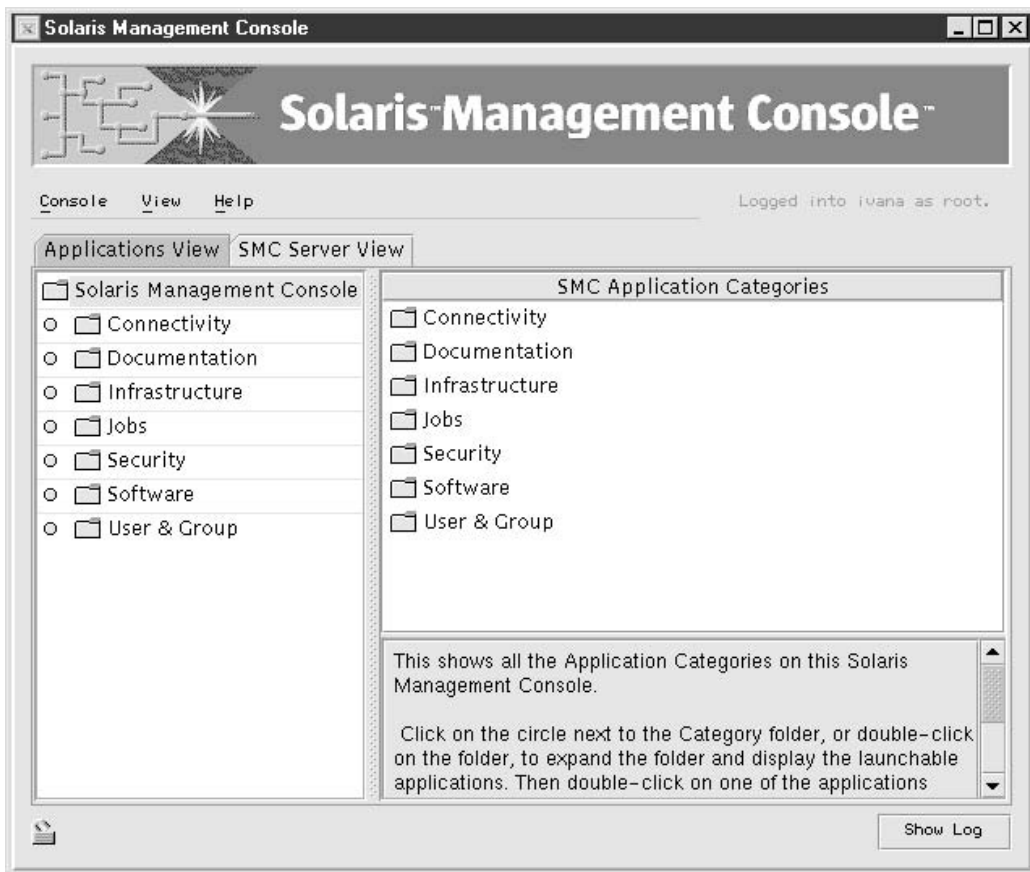 Solaris Management Console
Solaris™Management Console™
Console View Help
Logged into ivana as root.
Applications View SMC Server View
Solaris Management Console
Connectivity
Documentation
Infrastructure
Jobs
Security
Software
User & Group
SMC Application Categories
Connectivity
Documentation
Infrastructure
Jobs
Security
Software
User & Group
This shows all the Application Categories on this Solaris
Management Console.
Click on the circle next to the Category folder, or double-click
on the folder, to expand the folder and display the launchable
applications. Then double-click on one of the applications
Show Log